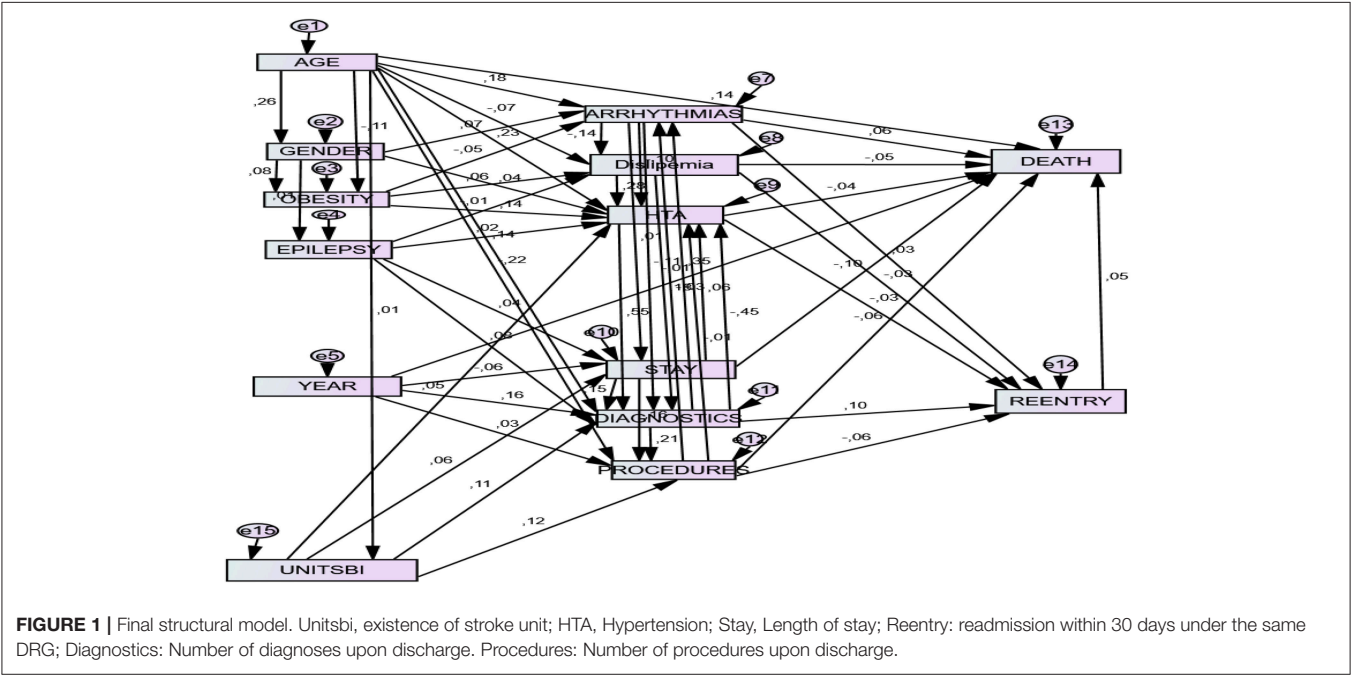 e1
AGE
,18
e7
,14
-,07
,26
e2
-,11
,07
,23
-,14
ARRHYTHMIAS
,06
e13
e8
GENDER
-,05
DEATH
,08
e3
Dislipemia
-,05
,06
,04
,28
e9
-,04
OBESITY
,01
,14
HTA
e4
,02
,14
EPILEPSY
,03
,22
,35
-,10
-,03
,05
,06
-,03
,01
,04
,55
-,45
-,06
e10
-,01
e5
-,06
STAY
e14
YEAR
,05
,15
e11
REENTRY
,16
DIAGNOSTICS
,10
,03
,21
e12
-,06
,06
PROCEDURES
,11
,12
e15
UNITSBI
FIGURE 1 | Final structural model. Unitsbi, existence of stroke unit; HTA, Hypertension; Stay, Length of stay; Reentry: readmission within 30 days under the same
DRG; Diagnostics: Number of diagnoses upon discharge. Procedures: Number of procedures upon discharge.